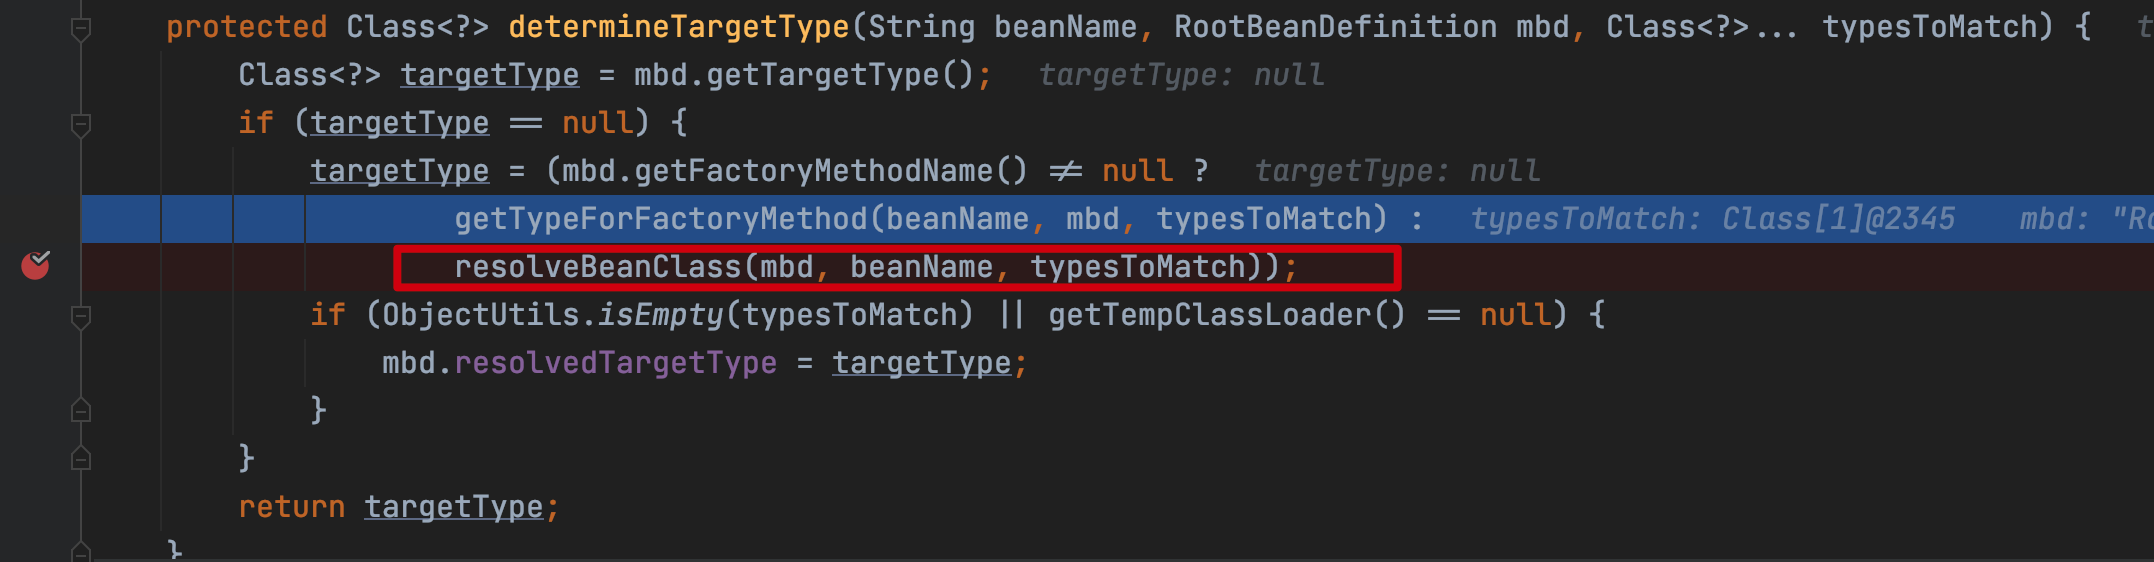 protected Class<?> determineTargetType(String beanName, RootBeanDefinition mbd, Class<?>... typesToMatch) {
Class<?> targetType = mbd.getTargetType(); targetType: null
if (targetType == null) {
targetType = (mbd.getFactoryMethodName() != null ? targetType: null
getTypeForFactoryMethod(beanName, mbd, typesToMatch) : typesToMatch: Class[1]@2345 mbd: "Ro
resolveBeanClass(mbd, beanName, typesToMatch));
if (ObjectUtils.isEmpty(typesToMatch) || getTempClassLoader() == null) {
mbd.resolvedTargetType = targetType;
}
}
return targetType;
}